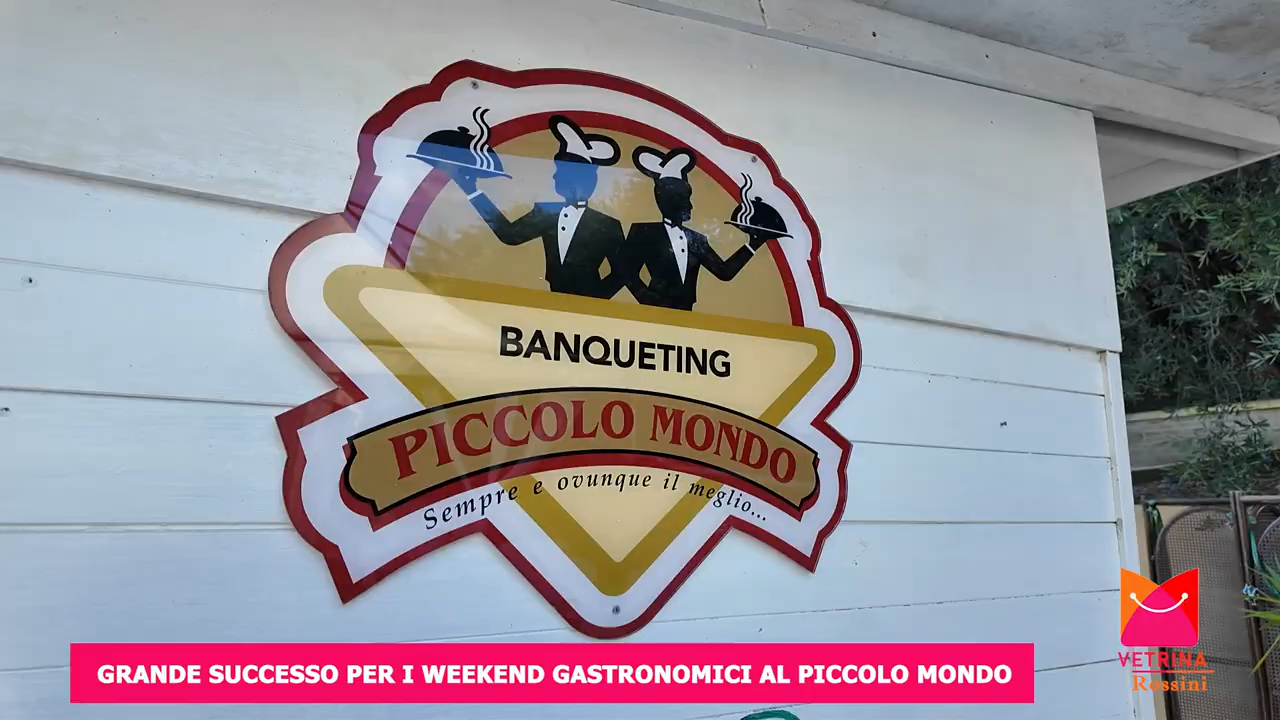 BANQUETING
PICCOLO MONDO
Sempre e ovunque il meglio...
GRANDE SUCCESSO PER I WEEKEND GASTRONOMICI AL PICCOLO MONDO
VETRINA
Rossini